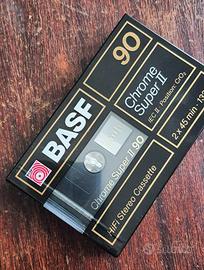 90
Chrome
Super II
IEC II · Position CrO₂
2 x 45 min
BASF
Chrome Super II 90
HiFi Stereo Cassette